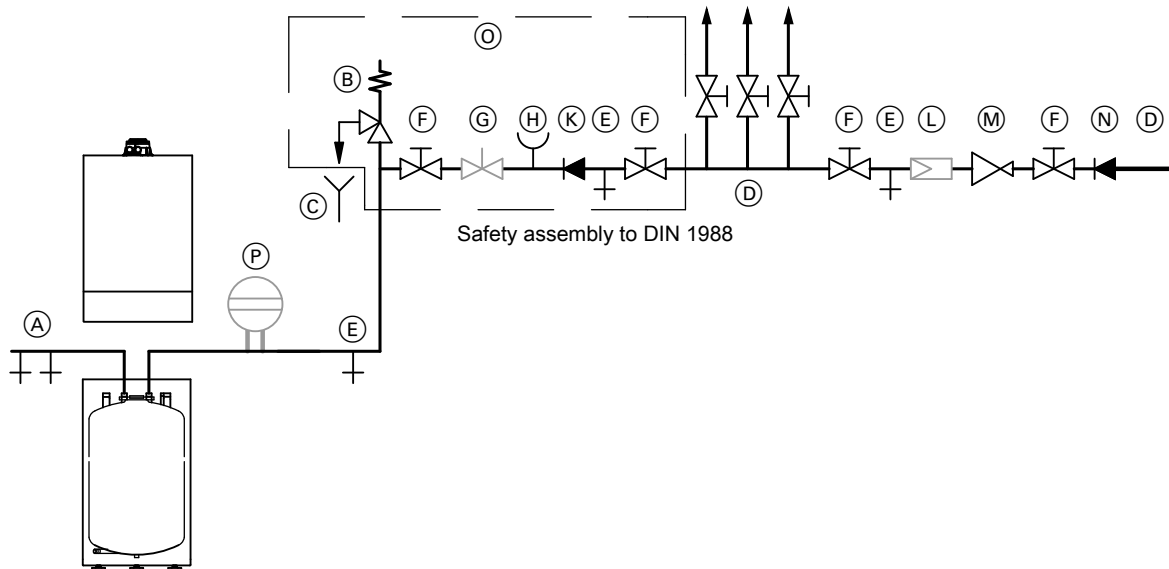 O
B
F G H K E F F E L M F N D
C D
Safety assembly to DIN 1988
P
A E